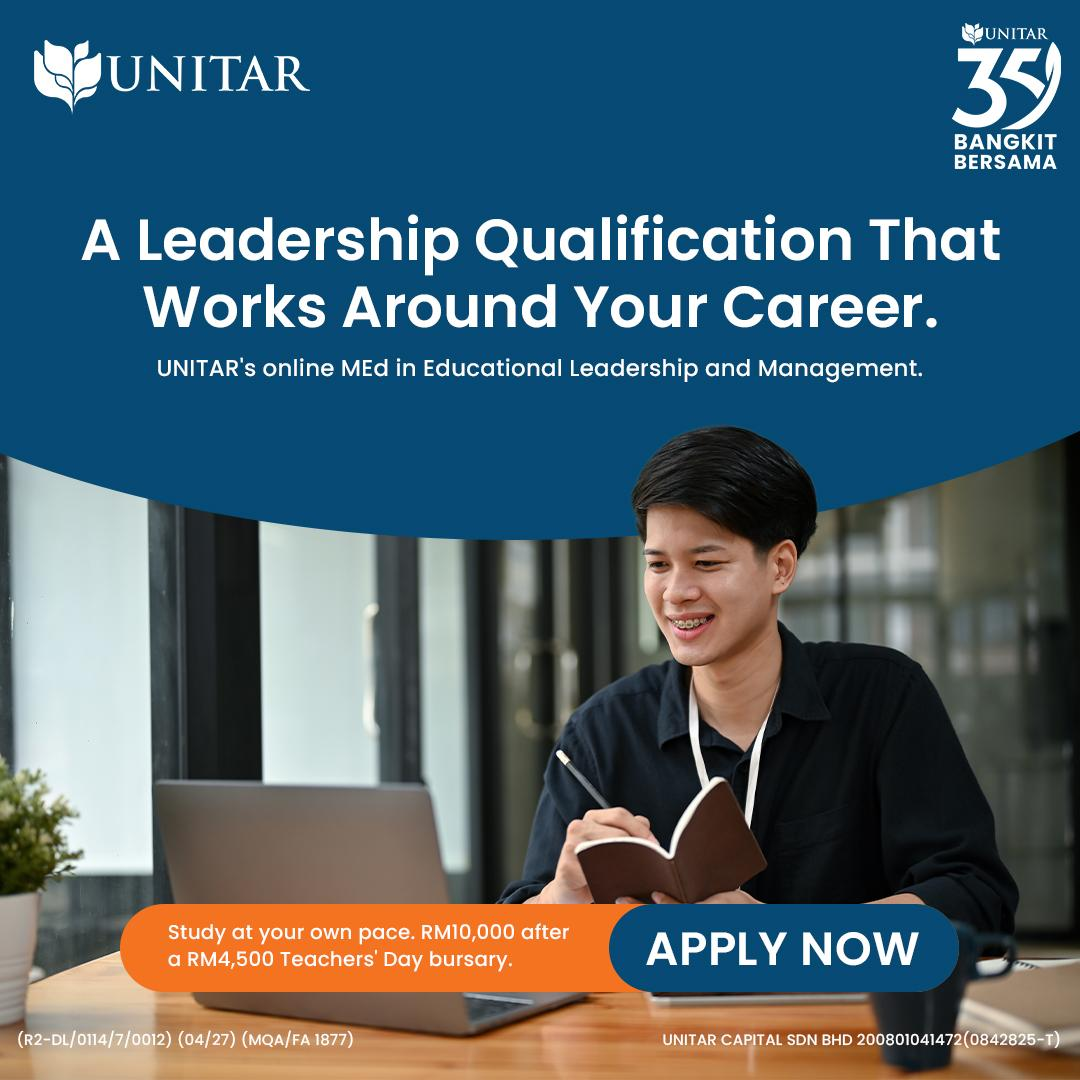 UNITAR
UNITAR
35
BANGKIT
BERSAMA
A Leadership Qualification That
Works Around Your Career.
UNITAR's online MEd in Educational Leadership and Management.
Study at your own pace. RM10,000 after
a RM4,500 Teachers' Day bursary.
APPLY NOW
(R2-DL/0114/7/0012) (04/27) (MQA/FA 1877)
UNITAR CAPITAL SDN BHD 200801041472(0842825-T)